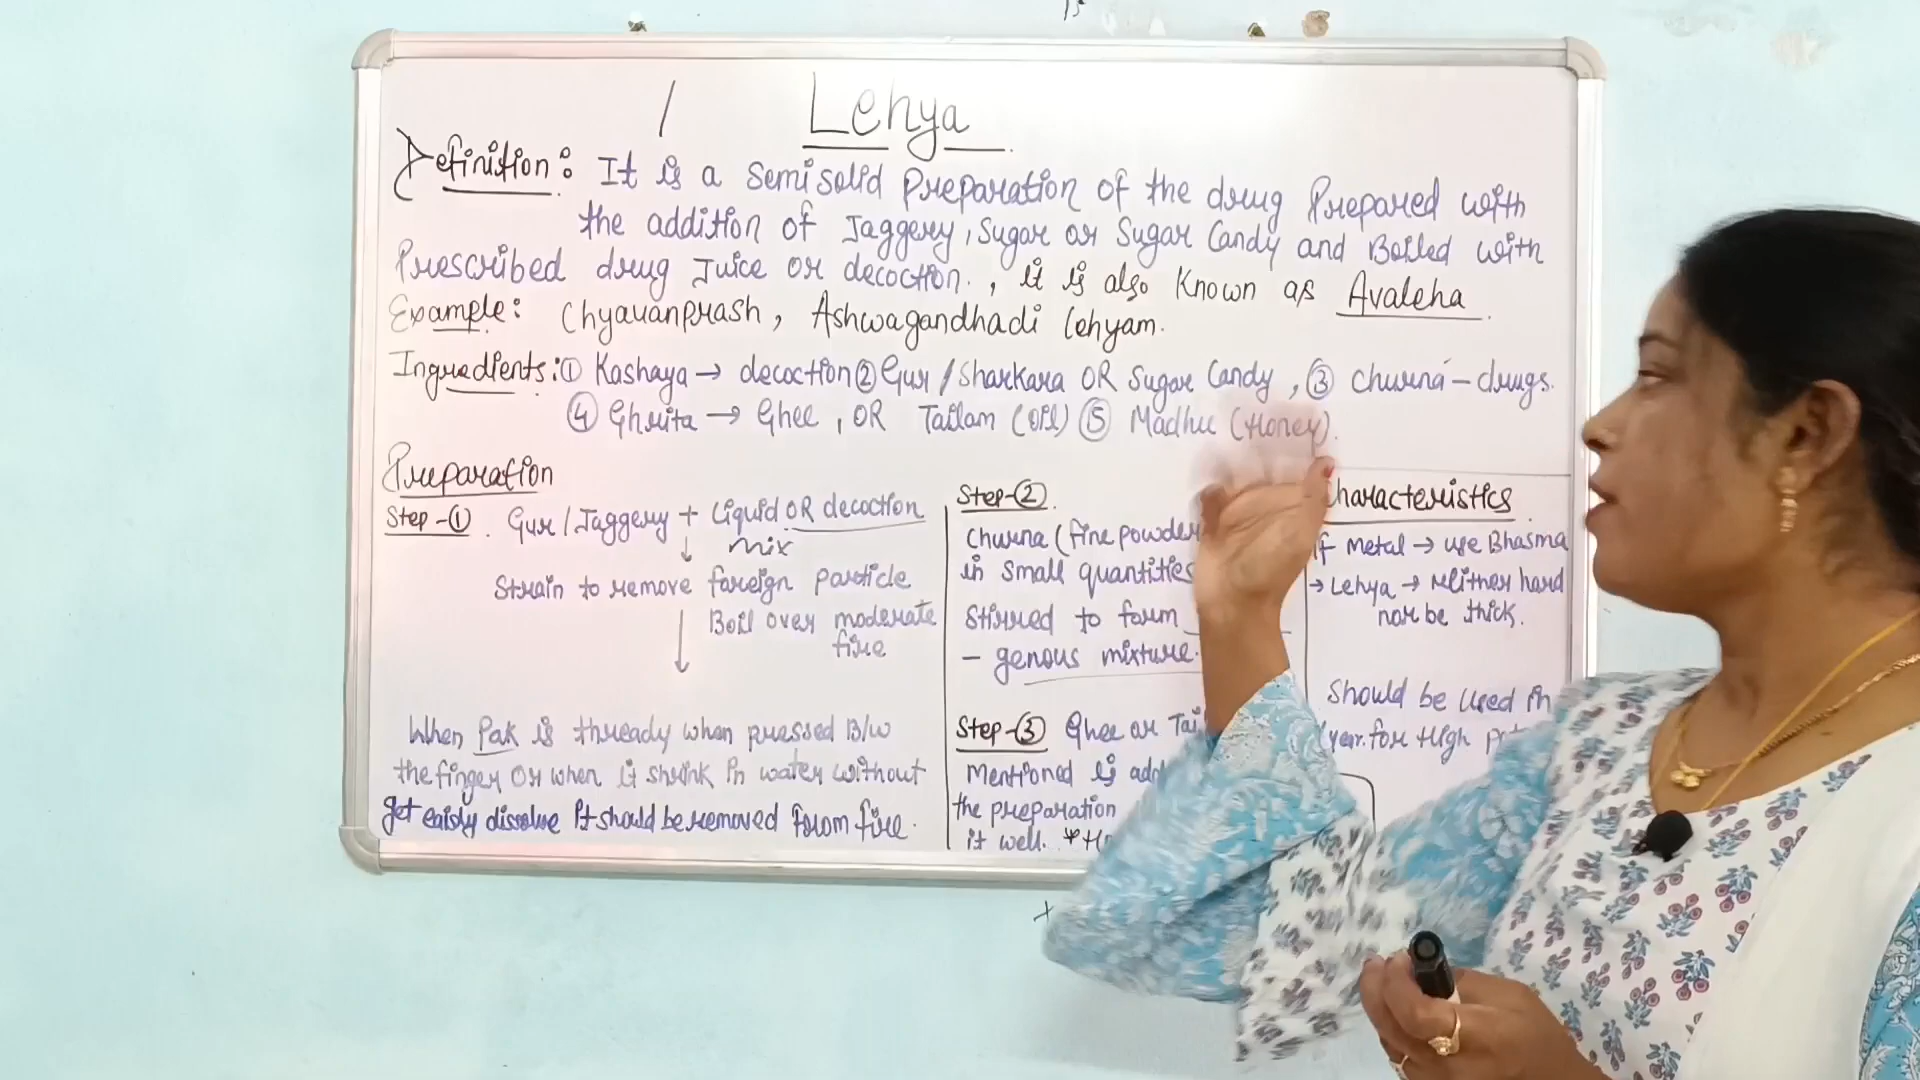 Lehya
Definition: It is a Semisolid Preparation of the drug Prepared with
the addition of Jaggery, Sugar or Sugar Candy and Boiled with
Prescribed drug Juice or decoction., it is also Known as Avaleha
Example: Chyavanprash, Ashwagandhadi Lehyam.
Ingredients: ① Kashaya → decoction ② Gur / Sharkara OR Sugar Candy, ③ Churna - drugs.
④ Ghrita → Ghee, OR Tailam (oil) ⑤ Madhu (Honey).
Preparation
Step-① Gur / Jaggery + Liquid OR decoction
↓ mix
Strain to remove foreign particle
↓ Boil over moderate
fire
When Pak is thready when pressed B/w
the finger or when it shrink in water without
get easily dissolve it should be removed from fire.
Step-②
Churna (fine powder
in small quantities
Stirred to form
- genous mixture.
Step-③ Ghee or Tai
Mentioned is add
the preparation
it well.
Characteristics
If Metal → use Bhasma
→ Lehya → neither hard
nor be thick.
Should be used in
year. for High